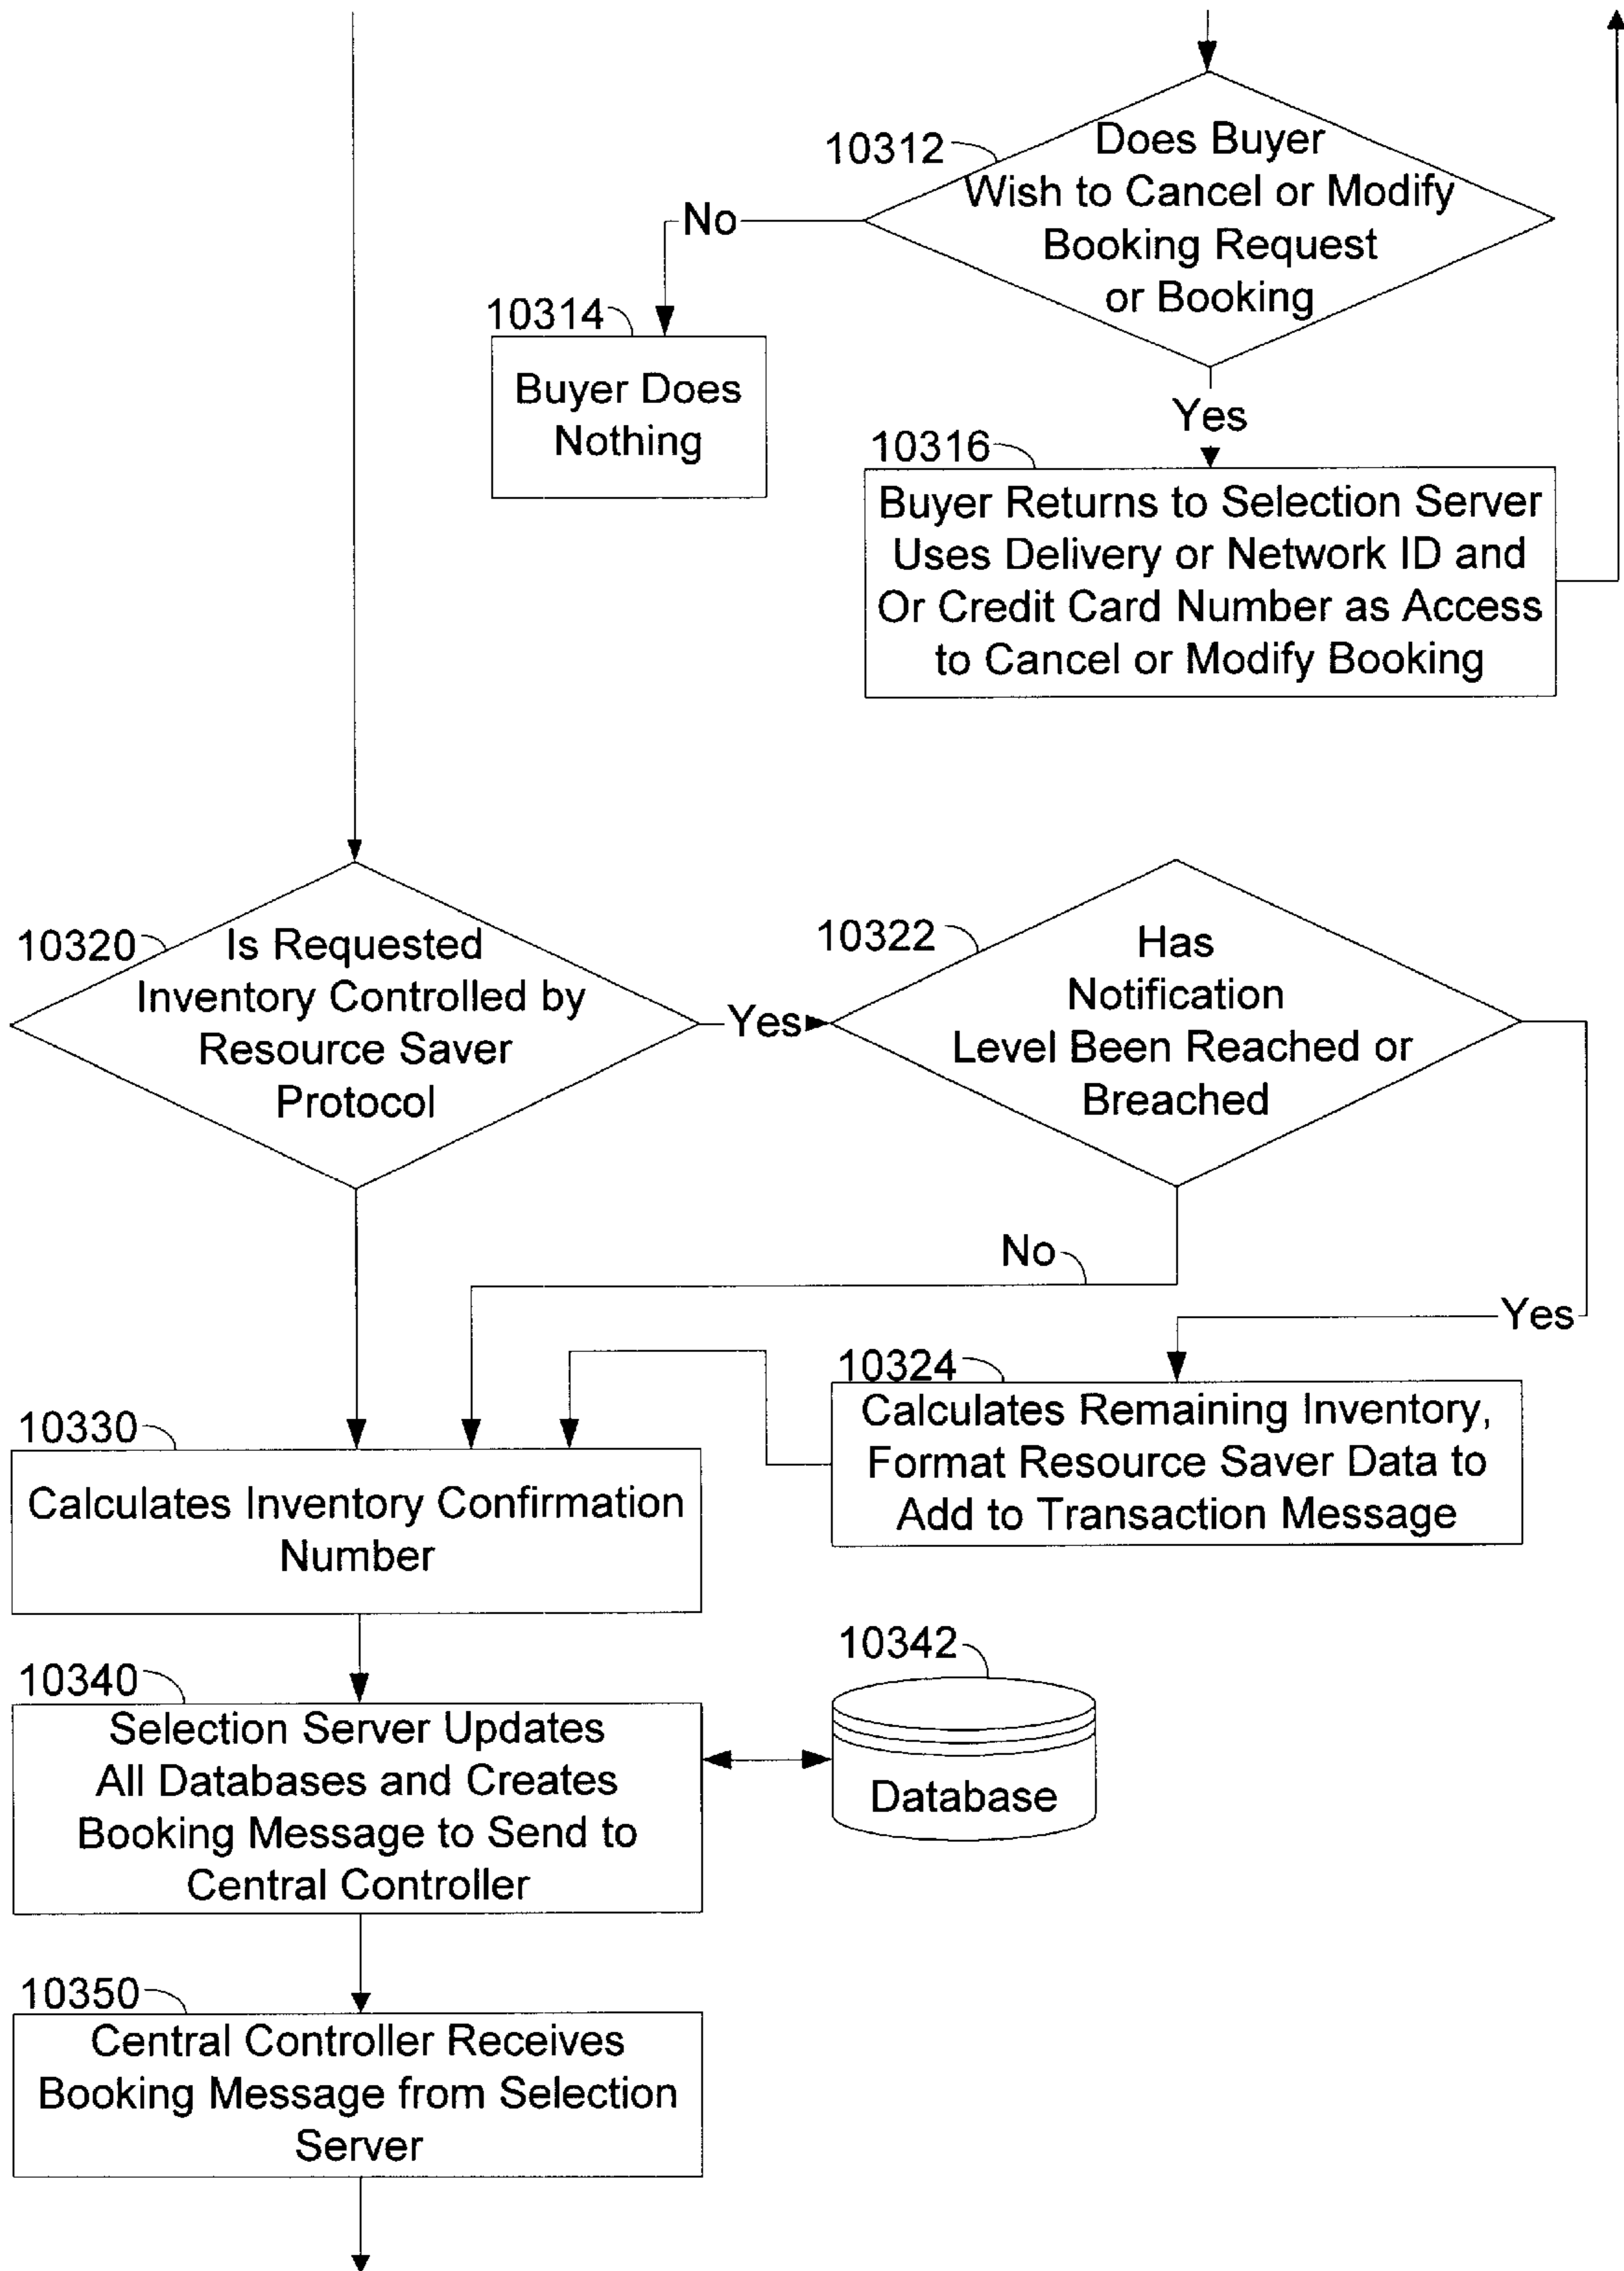 10312
Does Buyer
Wish to Cancel or Modify
Booking Request
or Booking
No
10314
Buyer Does
Nothing
Yes
10316
Buyer Returns to Selection Server
Uses Delivery or Network ID and
Or Credit Card Number as Access
to Cancel or Modify Booking
10320
Is Requested
Inventory Controlled by
Resource Saver
Protocol
Yes
10322
Has
Notification
Level Been Reached or
Breached
No
Yes
10324
Calculates Remaining Inventory,
Format Resource Saver Data to
Add to Transaction Message
10330
Calculates Inventory Confirmation
Number
10340
Selection Server Updates
All Databases and Creates
Booking Message to Send to
Central Controller
10342
Database
10350
Central Controller Receives
Booking Message from Selection
Server